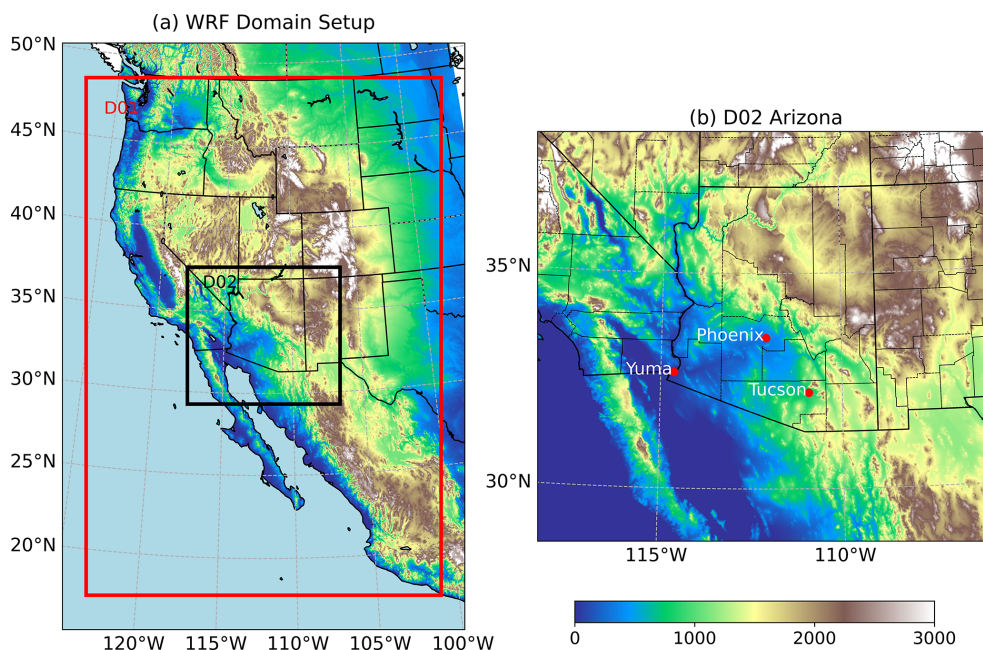 (a) WRF Domain Setup
50°N
45°N
40°N
35°N
30°N
25°N
20°N
120°W
115°W
110°W
105°W
100°W
D01
D02
(b) D02 Arizona
35°N
30°N
115°W
110°W
Phoenix
Yuma
Tucson
0
1000
2000
3000